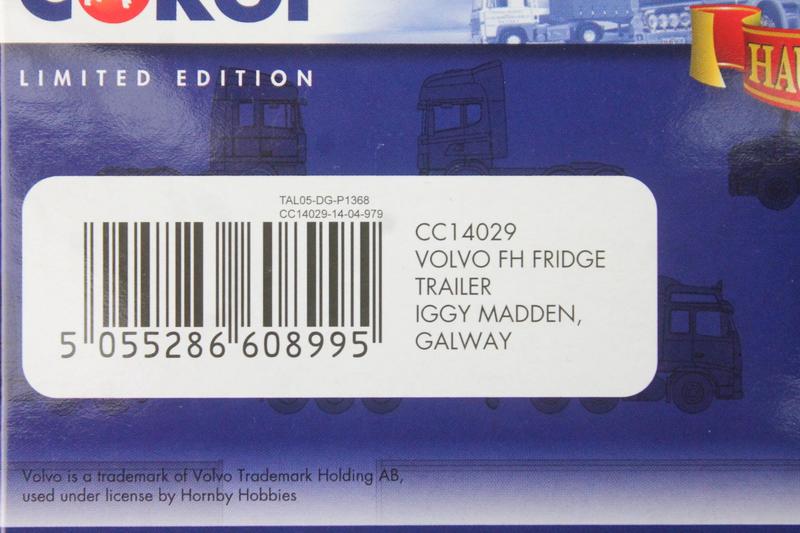 CORGI
LIMITED EDITION
TAL05-DG-P1368
CC14029-14-04-979
CC14029
VOLVO FH FRIDGE
TRAILER
IGGY MADDEN,
GALWAY
5 055286 608995
Volvo is a trademark of Volvo Trademark Holding AB,
used under license by Hornby Hobbies